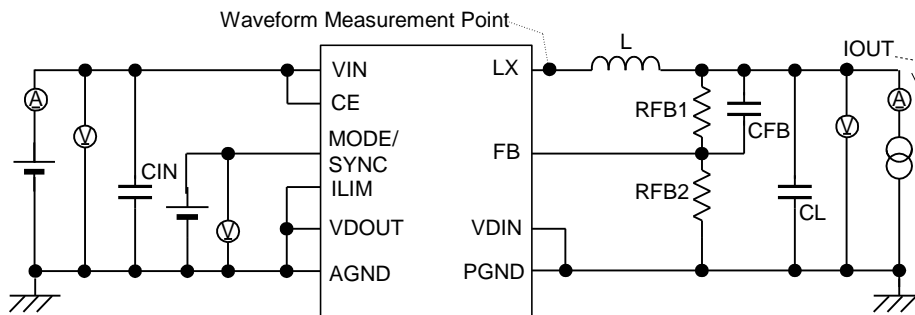 Waveform Measurement Point
L
IOUT
VIN
LX
A
CE
RFB1
A
V
CFB
V
MODE/
SYNC
FB
CIN
ILIM
RFB2
VDOUT
V
VDIN
CL
AGND
PGND